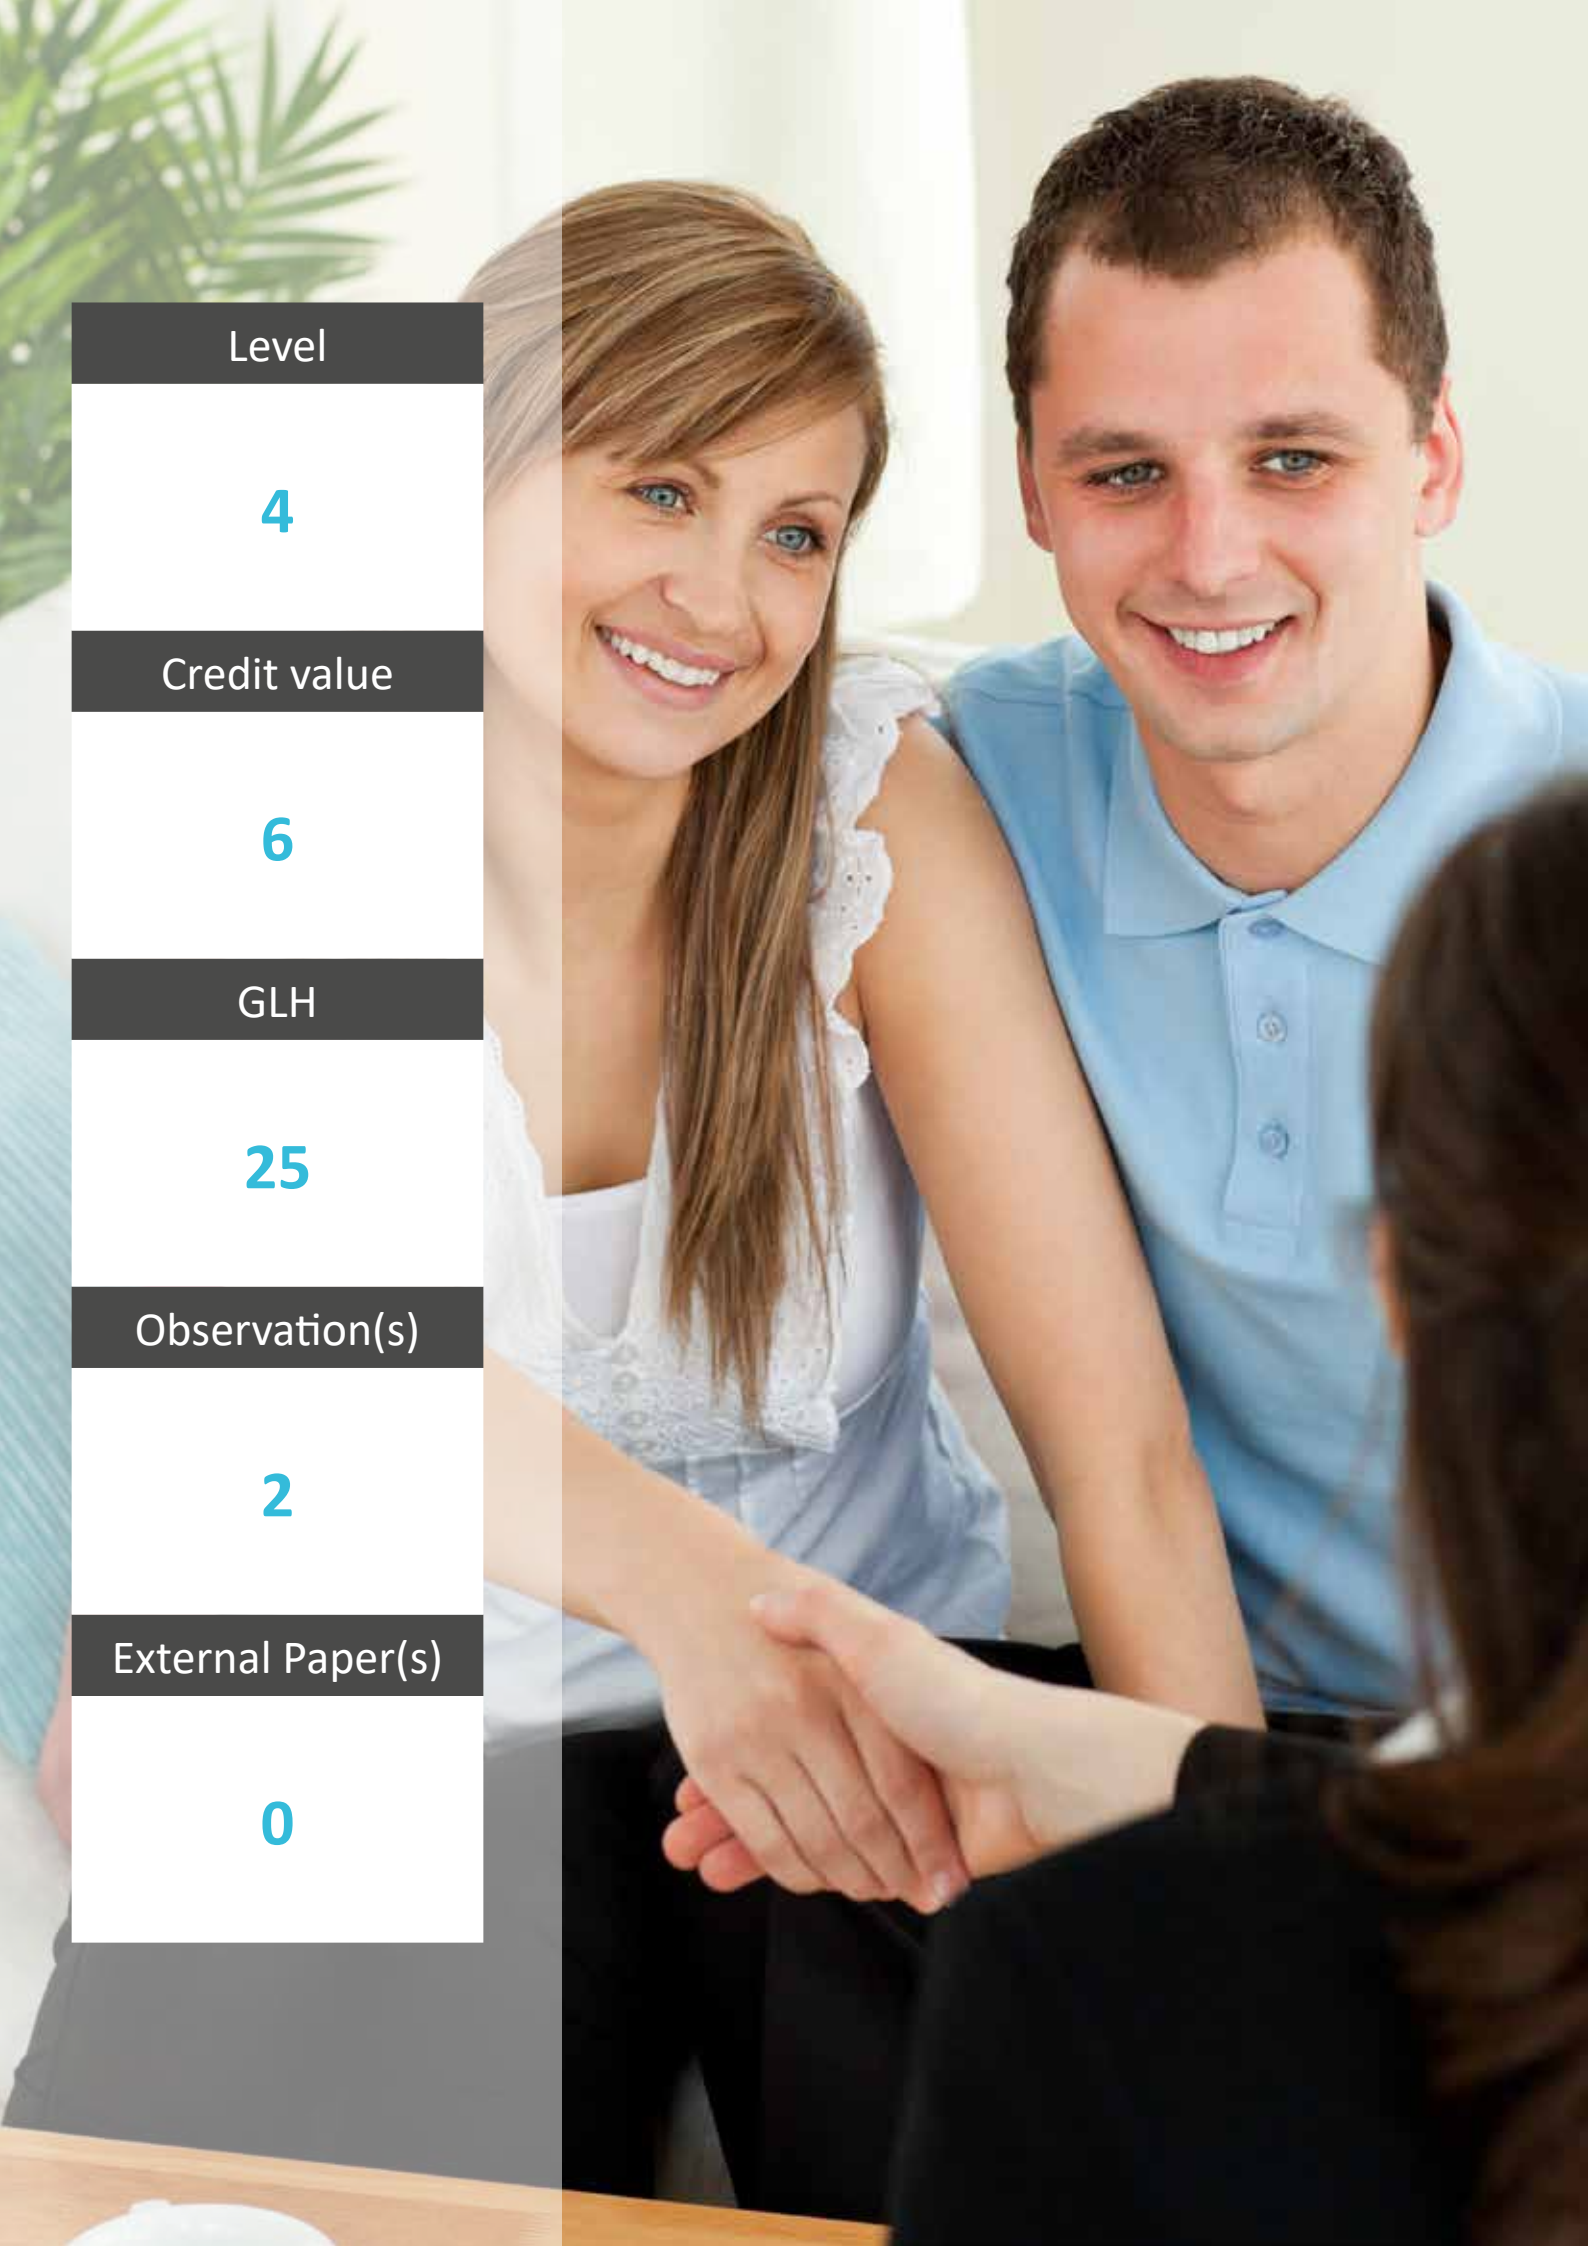 Level
4
Credit value
6
GLH
25
Observation(s)
2
External Paper(s)
0